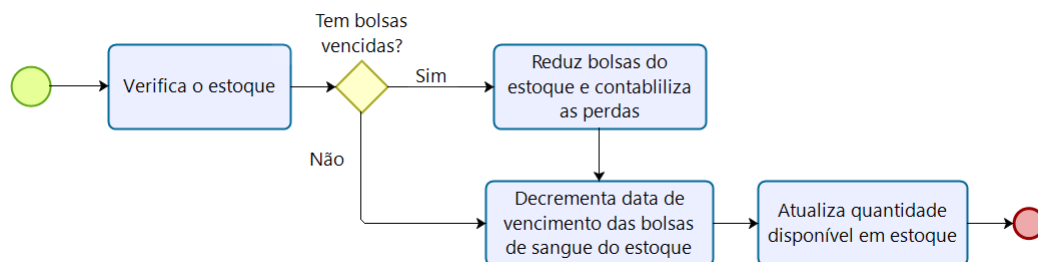 Tem bolsas
vencidas?
Verifica o estoque
Sim
Reduz bolsas do
estoque e contabliliza
as perdas
Não
Decrementa data de
vencimento das bolsas
de sangue do estoque
Atualiza quantidade
disponível em estoque